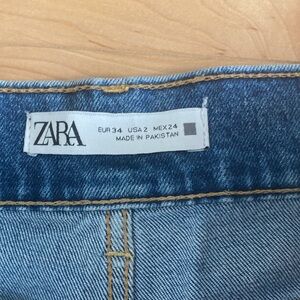 ZARA
EUR 34 USA 2 MEX 24
MADE IN PAKISTAN